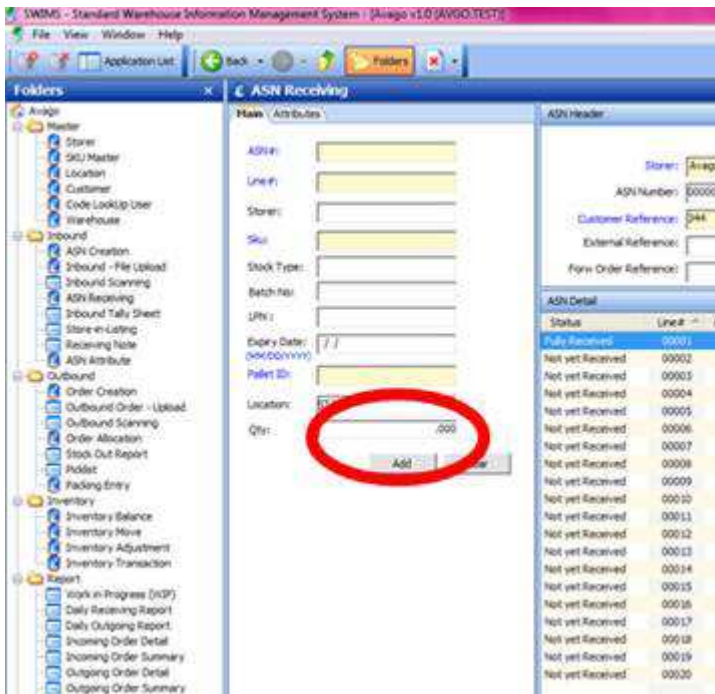 SWIMS - Standard Warehouse Information Management System - [Avago v1.0 (AVGO.TEST)]
File View Window Help
Application List Back Folders
Folders ×
Avago
Master
Storer
SKU Master
Location
Customer
Code LookUp User
Warehouse
Inbound
ASN Creation
Inbound - File Upload
Inbound Scanning
ASN Receiving
Inbound Tally Sheet
Store-in-Listing
Receiving Note
ASN Attribute
Outbound
Order Creation
Outbound Order - Upload
Outbound Scanning
Order Allocation
Stock Out Report
Picklist
Packing Entry
Inventory
Inventory Balance
Inventory Move
Inventory Adjustment
Inventory Transaction
Report
Work in Progress (WIP)
Daily Receiving Report
Daily Outgoing Report
Incoming Order Detail
Incoming Order Summary
Outgoing Order Detail
Outgoing Order Summary
ASN Receiving
Main Attributes
ASN#:
Line#:
Storer:
Sku:
Stock Type:
Batch No:
LPN :
Expiry Date: / /
(MM/DD/YYYY)
Pallet ID:
Location:
Qty: .000
Add
ASN Header
Storer: Avago
ASN Number:
Customer Reference: 044
External Reference:
Forw Order Reference:
ASN Detail
Status Line#
Fully Received 00001
Not yet Received 00002
Not yet Received 00003
Not yet Received 00004
Not yet Received 00005
Not yet Received 00006
Not yet Received 00007
Not yet Received 00008
Not yet Received 00009
Not yet Received 00010
Not yet Received 00011
Not yet Received 00012
Not yet Received 00013
Not yet Received 00014
Not yet Received 00015
Not yet Received 00016
Not yet Received 00017
Not yet Received 00018
Not yet Received 00019
Not yet Received 00020